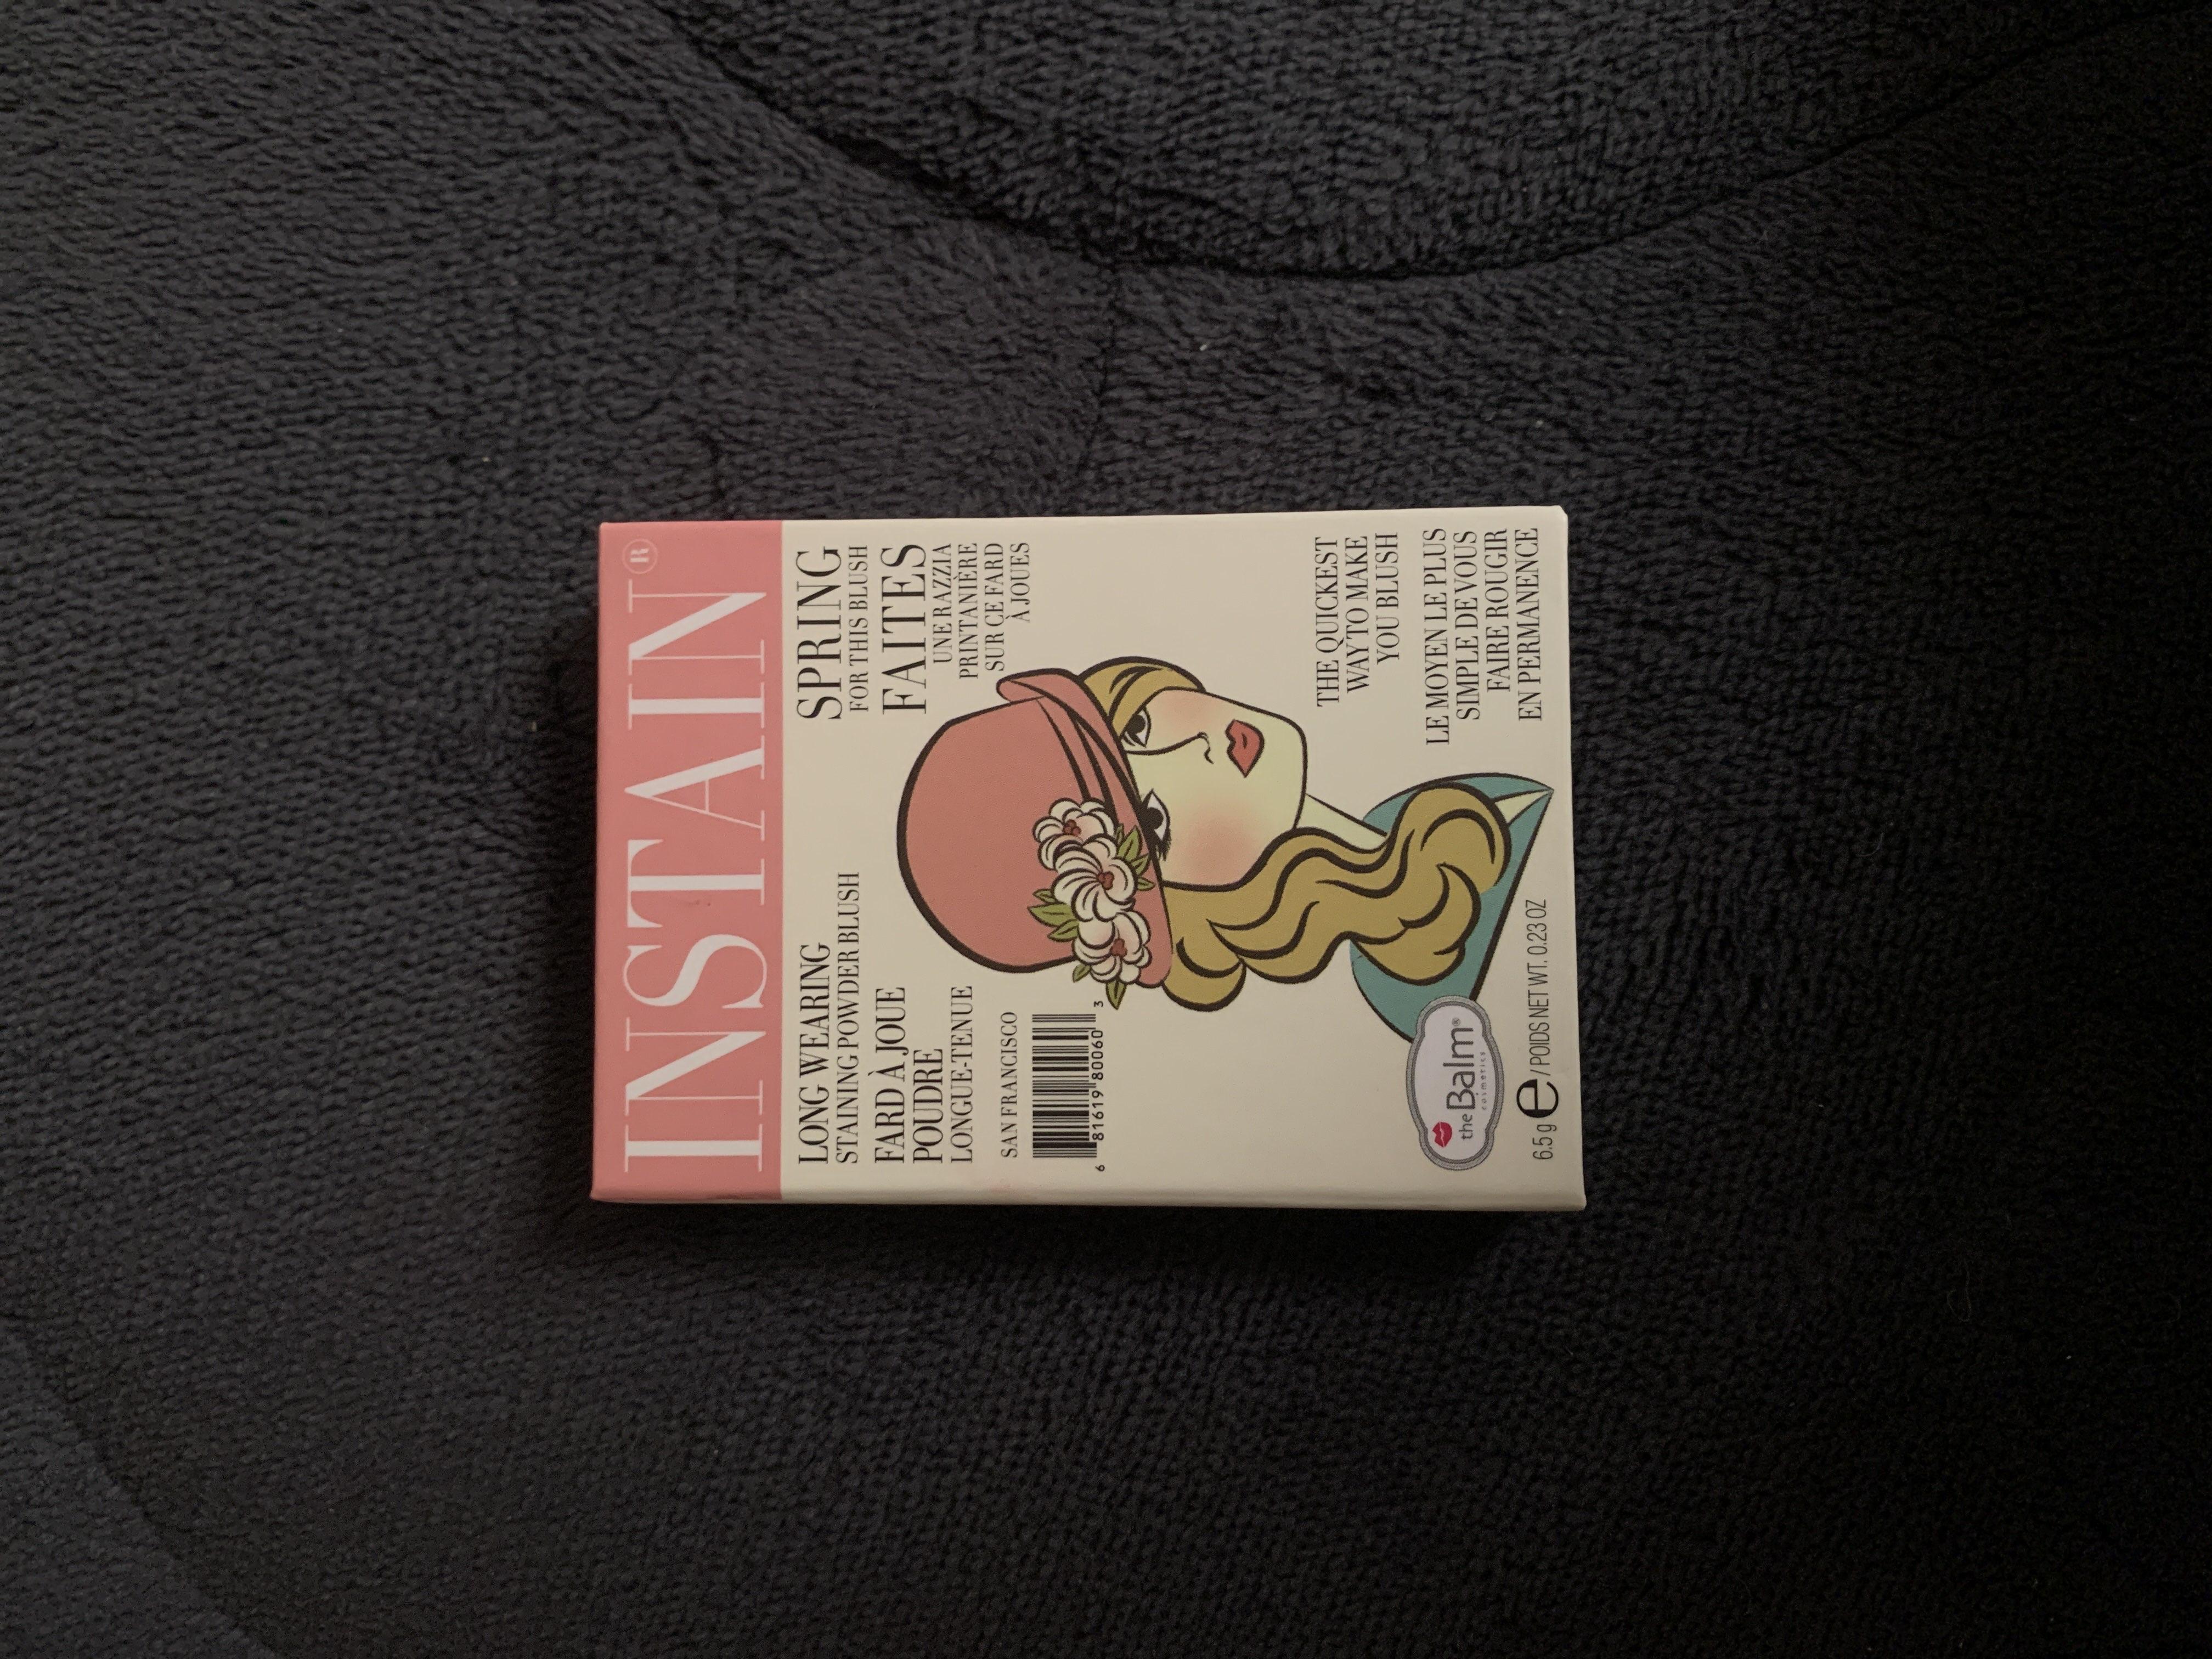 INSTAIN®
LONG WEARING
STAINING POWDER BLUSH
FARD À JOUE
POUDRE
LONGUE-TENUE
SAN FRANCISCO
6 81619 80060 3
SPRING
FOR THIS BLUSH
FAITES
UNE RAZZIA
PRINTANIÈRE
SUR CE FARD
À JOUES
THE QUICKEST
WAY TO MAKE
YOU BLUSH
LE MOYEN LE PLUS
SIMPLE DE VOUS
FAIRE ROUGIR
EN PERMANENCE
theBalm®
cosmetics
6.5 g ℮ / POIDS NET WT. 0.23 OZ